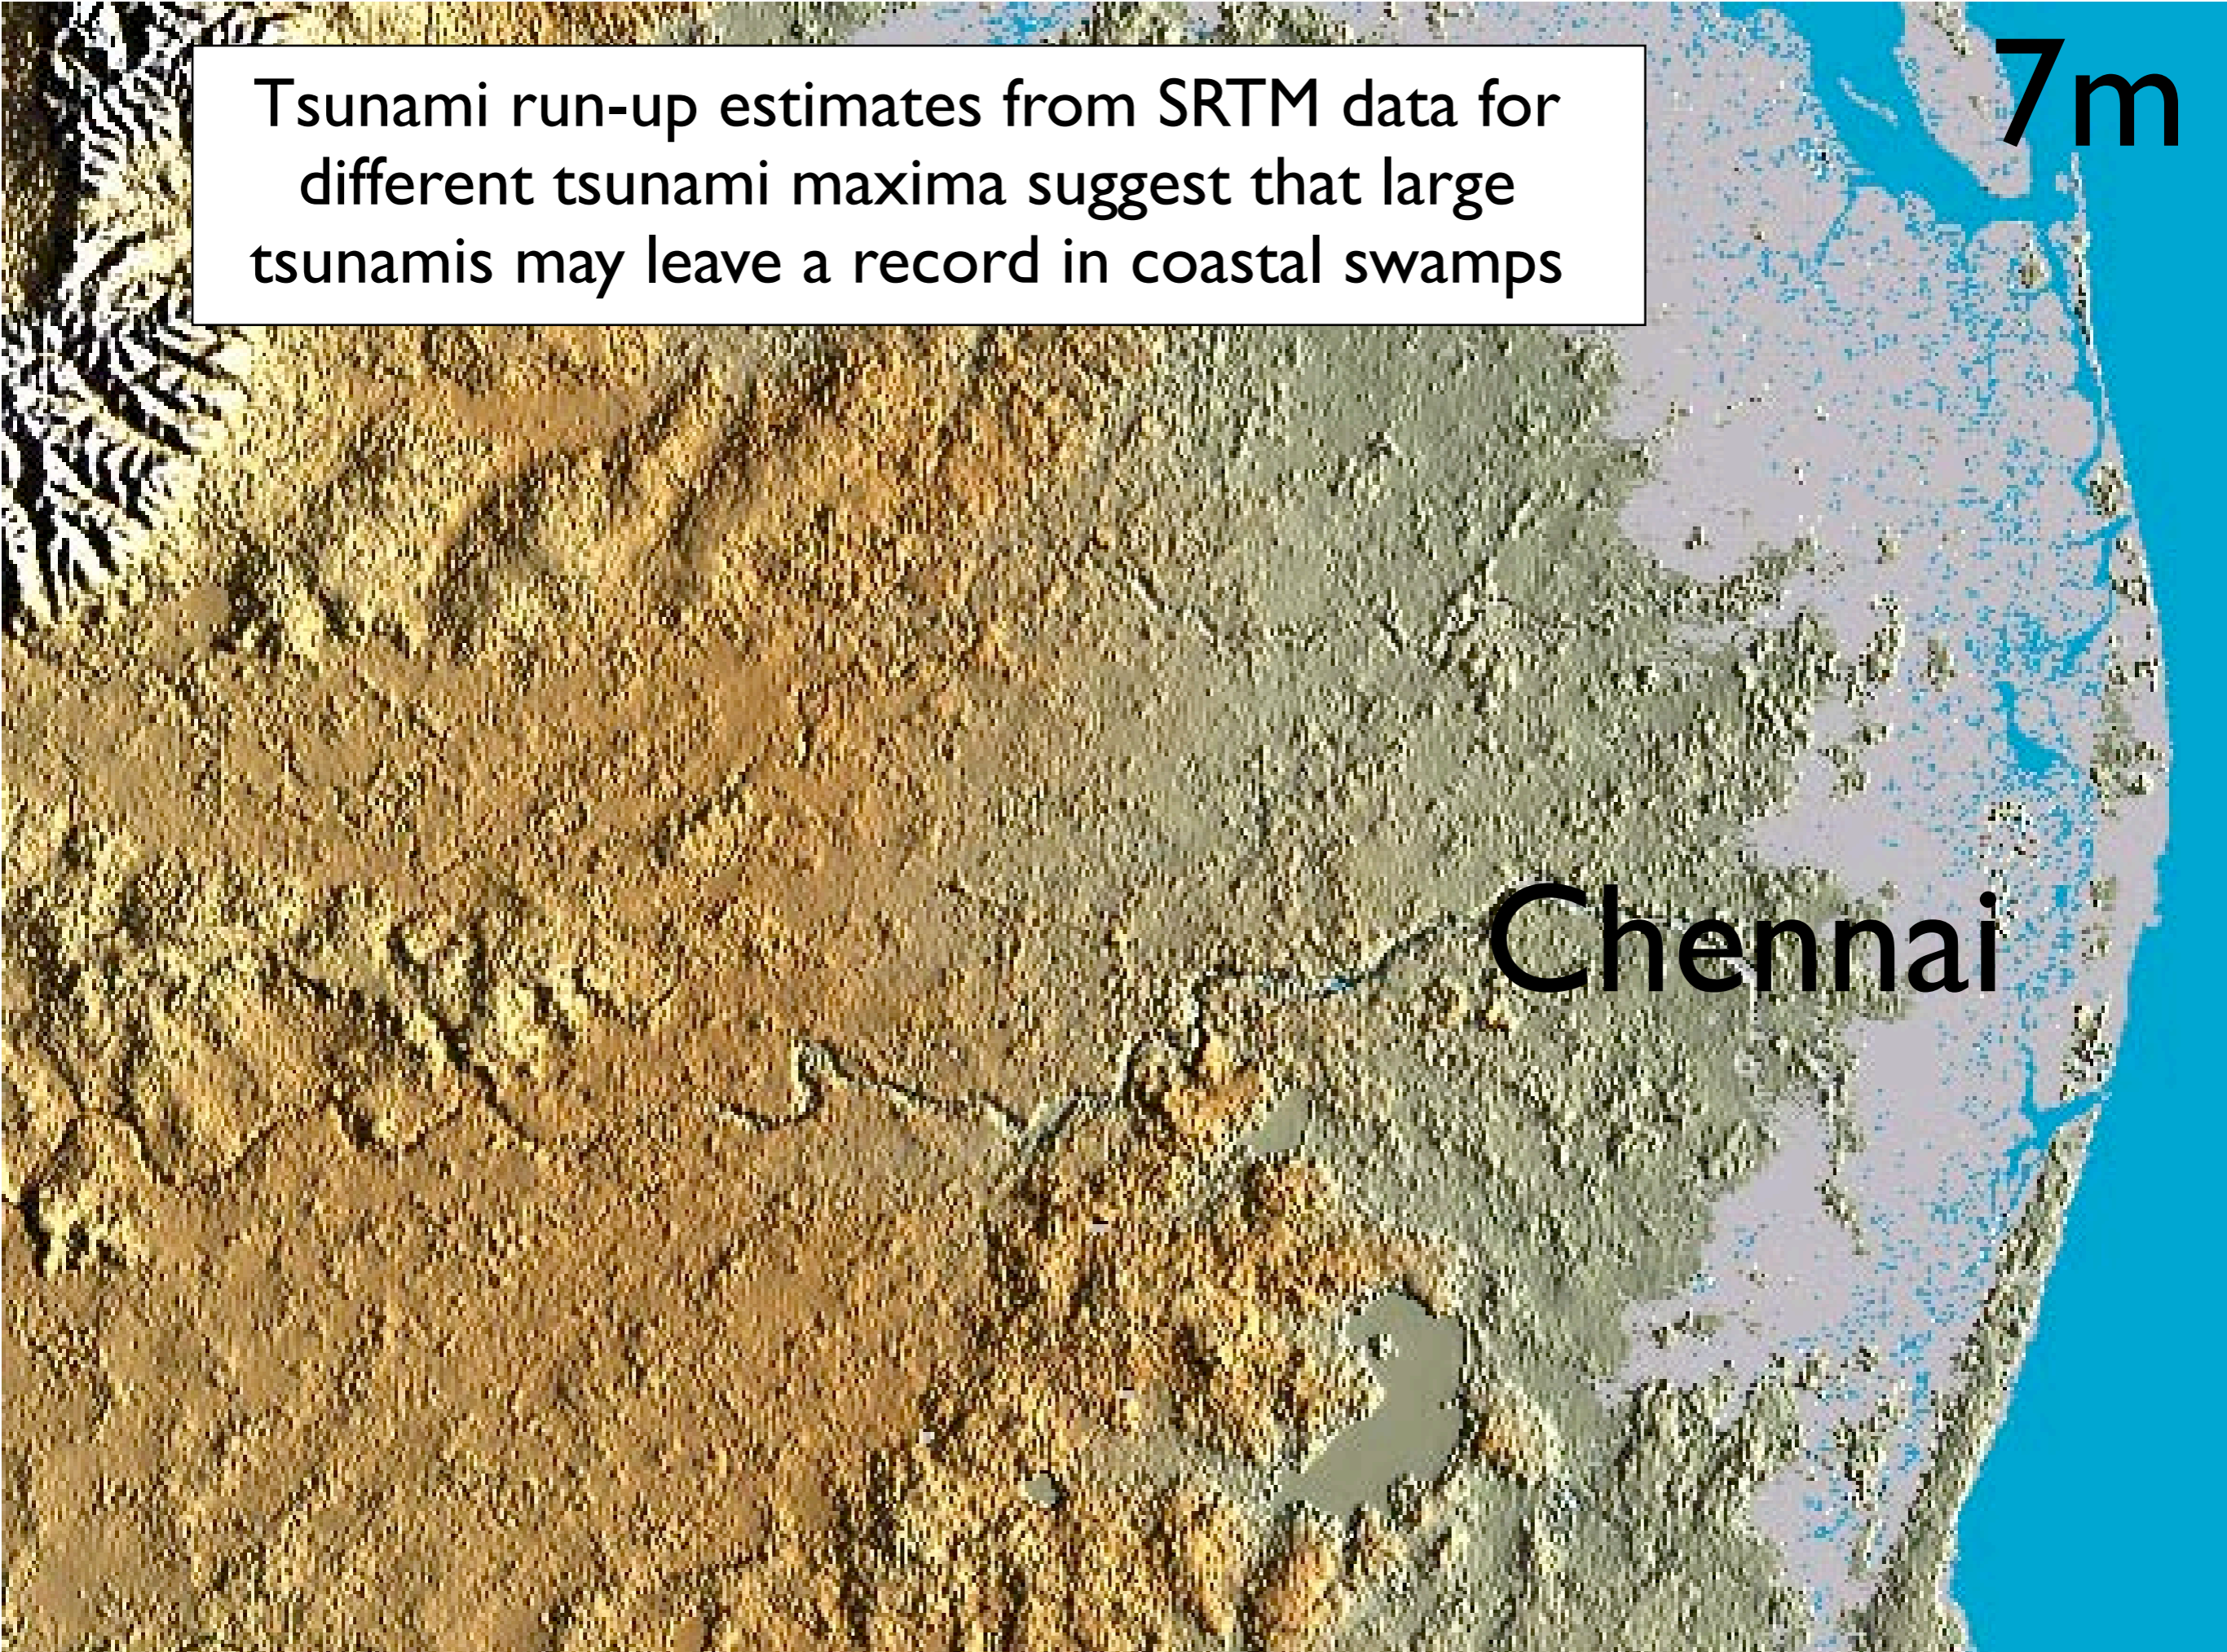 7m
Tsunami run-up estimates from SRTM data for
different tsunami maxima suggest that large
tsunamis may leave a record in coastal swamps
Chennai